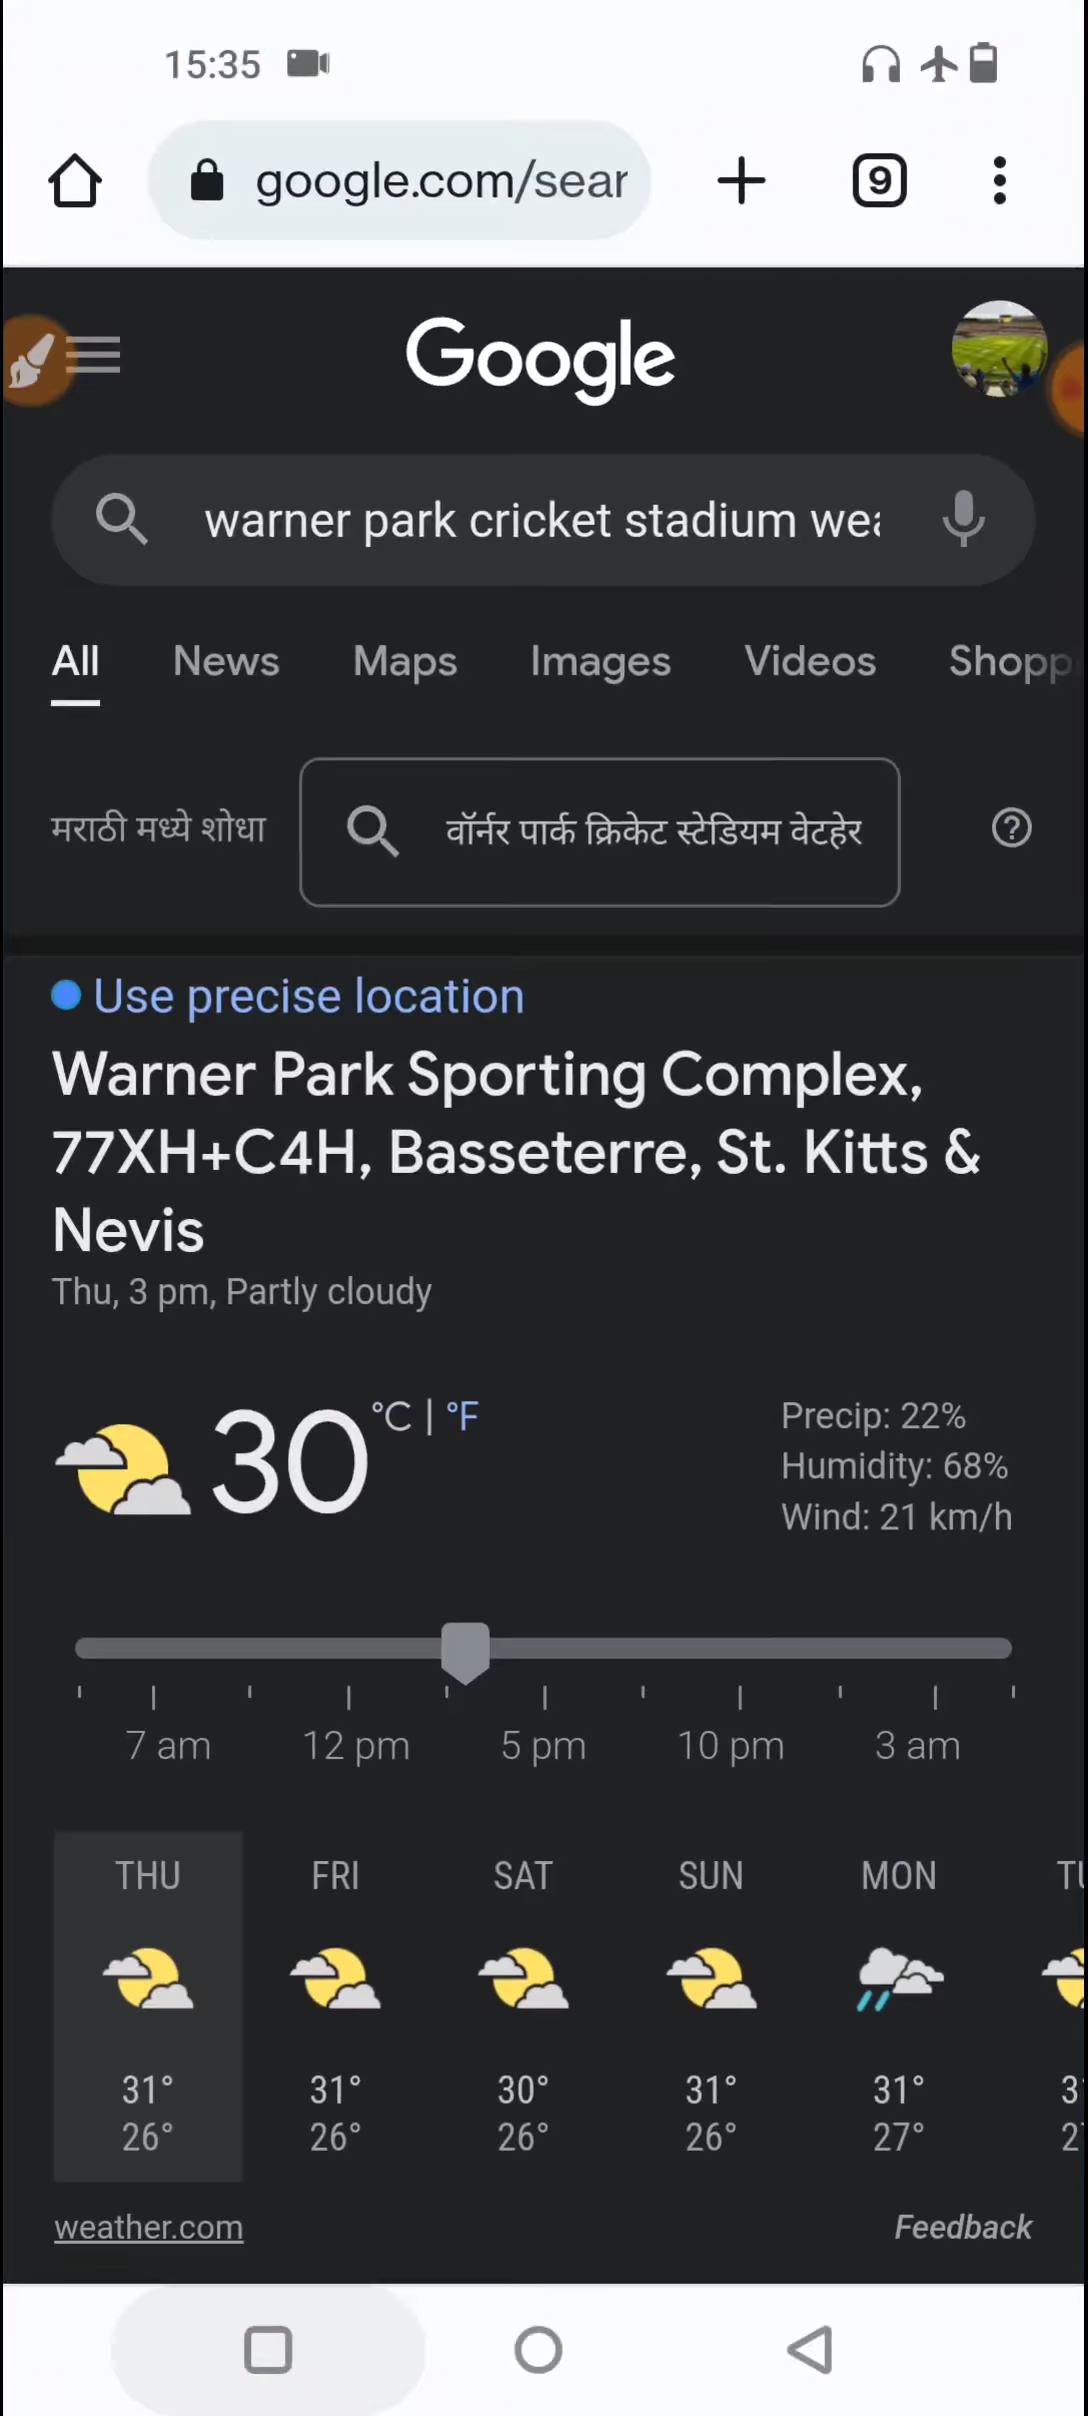 15:35
google.com/sear
9
Google
warner park cricket stadium wea
All News Maps Images Videos Shopp
मराठी मध्ये शोधा
वॉर्नर पार्क क्रिकेट स्टेडियम वेटहेर
Use precise location
Warner Park Sporting Complex,
77XH+C4H, Basseterre, St. Kitts &
Nevis
Thu, 3 pm, Partly cloudy
30 °C | °F
Precip: 22%
Humidity: 68%
Wind: 21 km/h
7 am 12 pm 5 pm 10 pm 3 am
THU FRI SAT SUN MON
31° 31° 30° 31° 31°
26° 26° 26° 26° 27°
weather.com Feedback